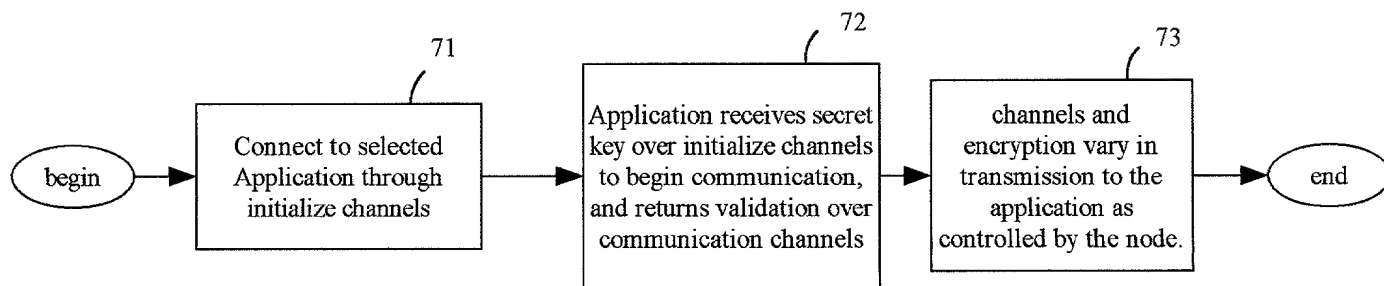 71
72
73
begin
Connect to selected
Application through
initialize channels
Application receives secret
key over initialize channels
to begin communication,
and returns validation over
communication channels
channels and
encryption vary in
transmission to the
application as
controlled by the node.
end